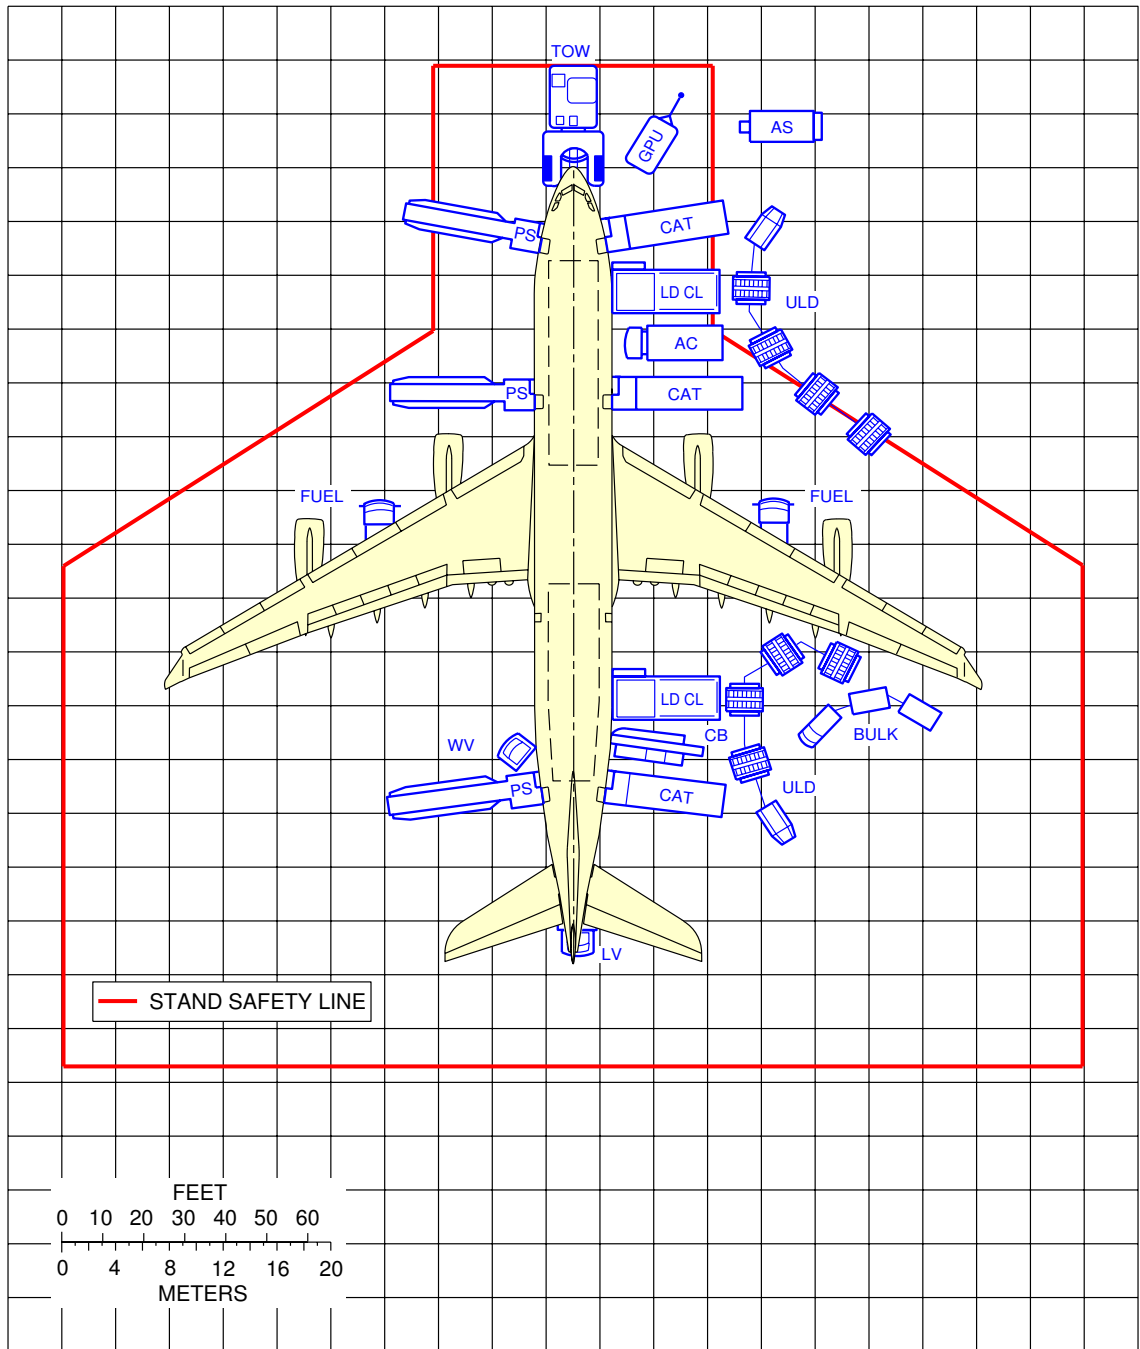 TOW
GPU
AS
PS
CAT
LD CL
ULD
AC
PS
CAT
FUEL
FUEL
LD CL
WV
CB
BULK
PS
CAT
ULD
LV
STAND SAFETY LINE
FEET
0 10 20 30 40 50 60
0 4 8 12 16 20
METERS